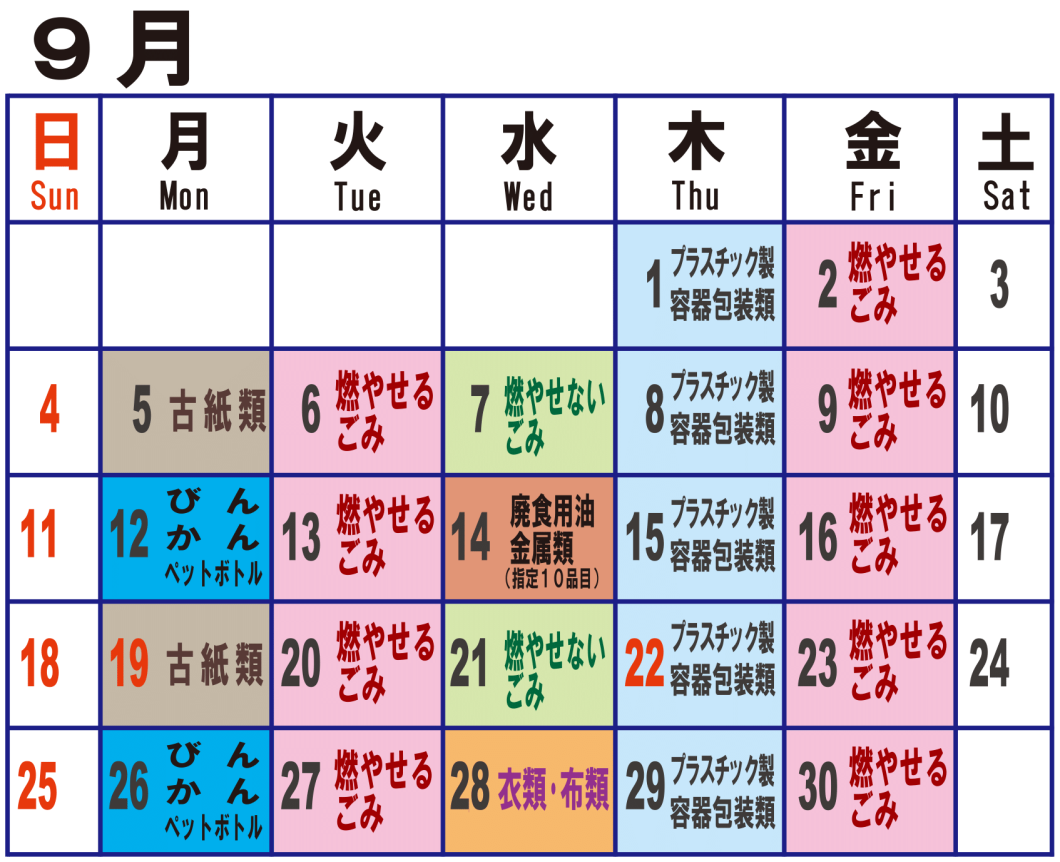 9月
日 月 火 水 木 金 土
Sun Mon Tue Wed Thu Fri Sat
1 プラスチック製
容器包装類
2 燃やせる
ごみ
3
4
5 古紙類
6 燃やせる
ごみ
7 燃やせない
ごみ
8 プラスチック製
容器包装類
9 燃やせる
ごみ
10
11
12 びん
かん
ペットボトル
13 燃やせる
ごみ
14 廃食用油
金属類
(指定10品目)
15 プラスチック製
容器包装類
16 燃やせる
ごみ
17
18
19 古紙類
20 燃やせる
ごみ
21 燃やせない
ごみ
22 プラスチック製
容器包装類
23 燃やせる
ごみ
24
25
26 びん
かん
ペットボトル
27 燃やせる
ごみ
28 衣類・布類
29 プラスチック製
容器包装類
30 燃やせる
ごみ